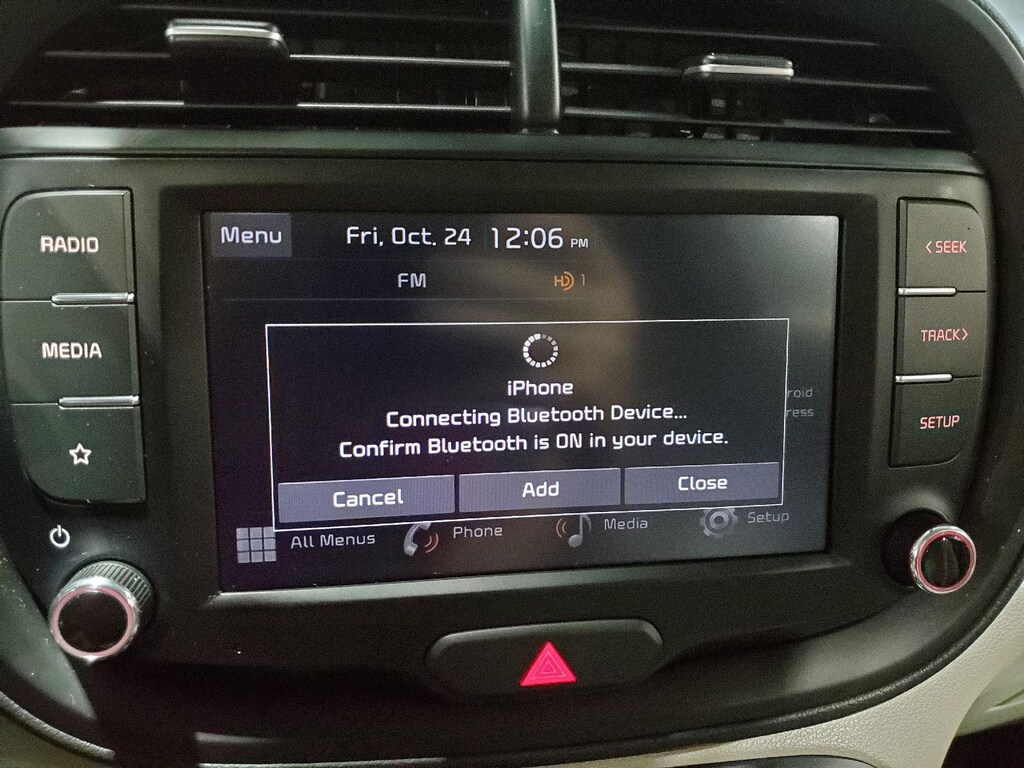 RADIO
MEDIA
Menu
Fri, Oct. 24 12:06 PM
FM HD 1
iPhone
Connecting Bluetooth Device...
Confirm Bluetooth is ON in your device.
Cancel Add Close
All Menus Phone Media Setup
< SEEK
TRACK >
SETUP